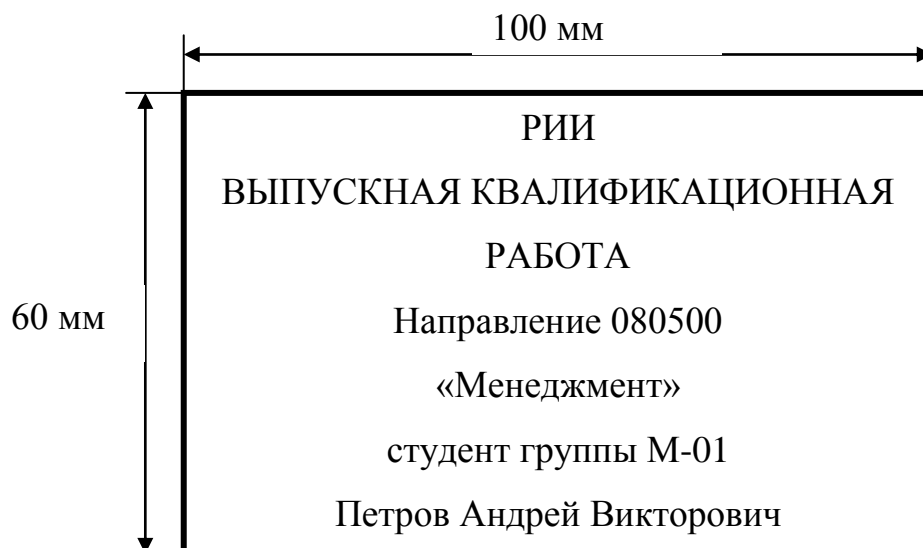 100 мм
РИИ
ВЫПУСКНАЯ КВАЛИФИКАЦИОННАЯ
РАБОТА
60 мм
Направление 080500
«Менеджмент»
студент группы М-01
Петров Андрей Викторович